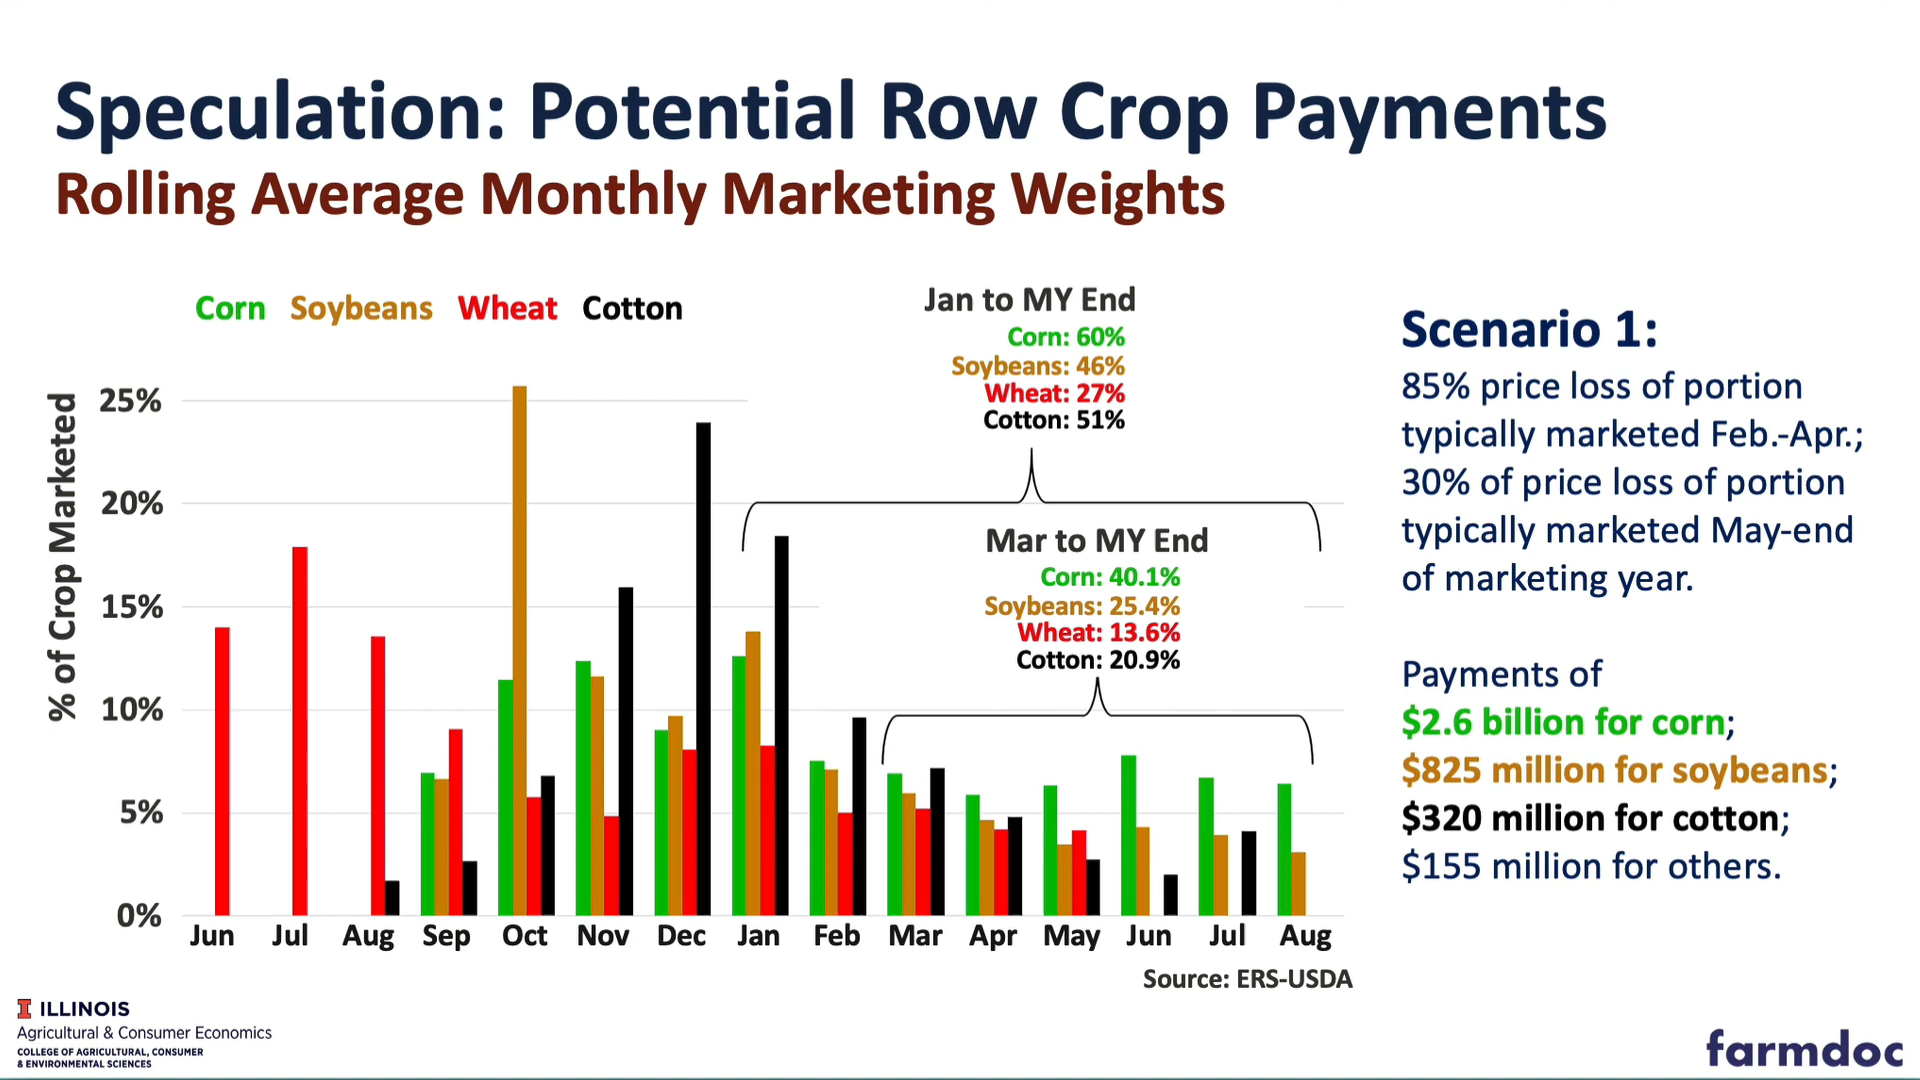 Speculation: Potential Row Crop Payments
Rolling Average Monthly Marketing Weights
Corn Soybeans Wheat Cotton
% of Crop Marketed
25%
20%
15%
10%
5%
0%
Jun Jul Aug Sep Oct Nov Dec Jan Feb Mar Apr May Jun Jul Aug
Jan to MY End
Corn: 60%
Soybeans: 46%
Wheat: 27%
Cotton: 51%
Mar to MY End
Corn: 40.1%
Soybeans: 25.4%
Wheat: 13.6%
Cotton: 20.9%
Source: ERS-USDA
Scenario 1:
85% price loss of portion
typically marketed Feb.-Apr.;
30% of price loss of portion
typically marketed May-end
of marketing year.
Payments of
$2.6 billion for corn;
$825 million for soybeans;
$320 million for cotton;
$155 million for others.
I ILLINOIS
Agricultural & Consumer Economics
COLLEGE OF AGRICULTURAL, CONSUMER
& ENVIRONMENTAL SCIENCES
farmdoc